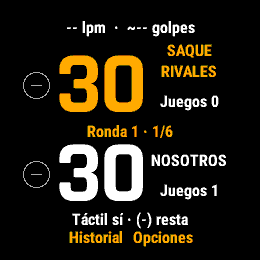 -- lpm · ~-- golpes
SAQUE
RIVALES
30
Juegos 0
Ronda 1 · 1/6
30
NOSOTROS
Juegos 1
Táctil sí · (-) resta
Historial Opciones